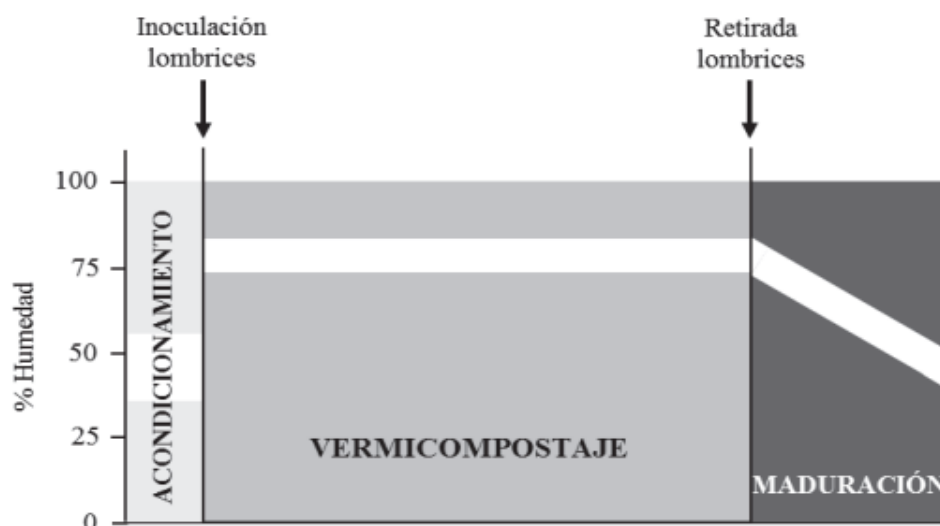 Inoculación
lombrices
Retirada
lombrices
100
75
50
25
0
% Humedad
ACONDICIONAMIENTO
VERMICOMPOSTAJE
MADURACIÓN